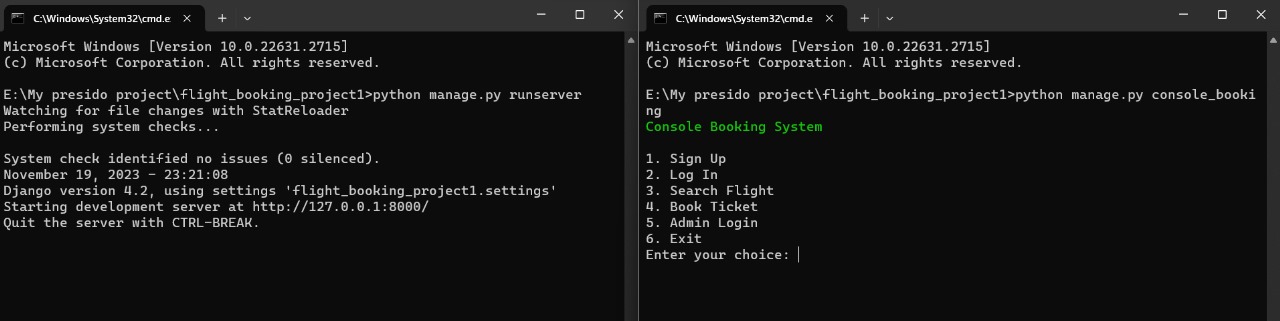 C:\Windows\System32\cmd.e
Microsoft Windows [Version 10.0.22631.2715]
(c) Microsoft Corporation. All rights reserved.
E:\My presido project\flight_booking_project1>python manage.py runserver
Watching for file changes with StatReloader
Performing system checks...
System check identified no issues (0 silenced).
November 19, 2023 - 23:21:08
Django version 4.2, using settings 'flight_booking_project1.settings'
Starting development server at http://127.0.0.1:8000/
Quit the server with CTRL-BREAK.
C:\Windows\System32\cmd.e
Microsoft Windows [Version 10.0.22631.2715]
(c) Microsoft Corporation. All rights reserved.
E:\My presido project\flight_booking_project1>python manage.py console_booki
ng
Console Booking System
1. Sign Up
2. Log In
3. Search Flight
4. Book Ticket
5. Admin Login
6. Exit
Enter your choice: